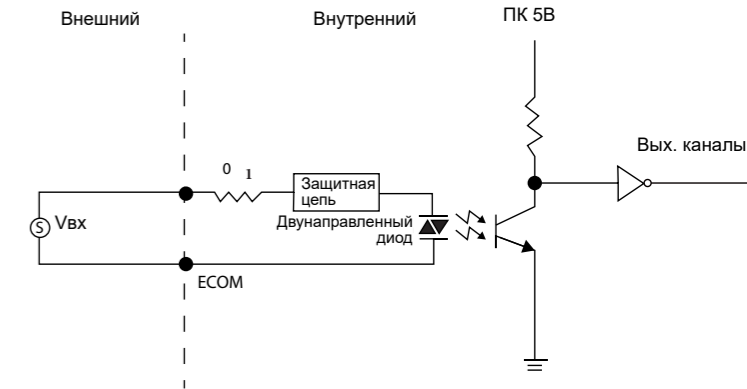 Внешний
Внутренний
ПК 5В
Вых. каналы
0 1
Защитная
цепь
Двунаправленный
диод
S
Vвх
ECOM